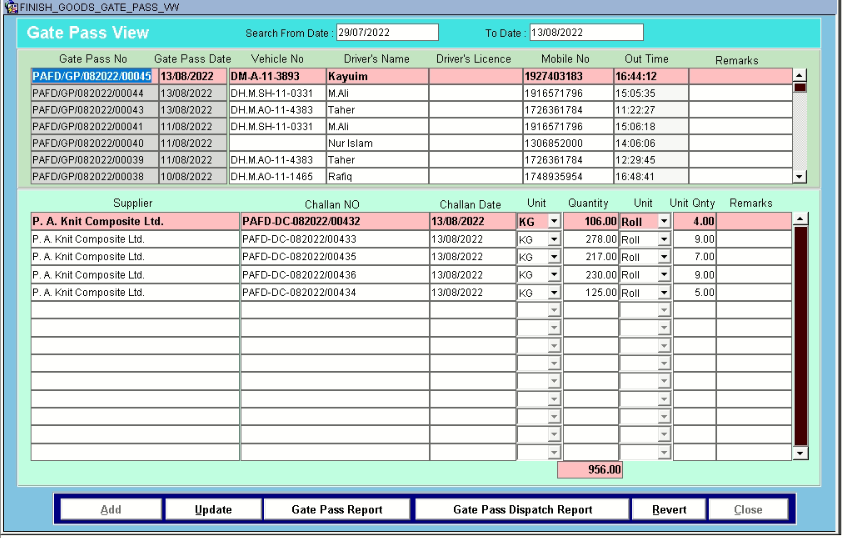 FINISH_GOODS_GATE_PASS_VW
Gate Pass View Search From Date : 29/07/2022 To Date : 13/08/2022
Gate Pass No Gate Pass Date Vehicle No Driver's Name Driver's Licence Mobile No Out Time Remarks
PAFD/GP/082022/00045 13/08/2022 DM-A-11-3893 Kayuim 1927403183 16:44:12
PAFD/GP/082022/00044 13/08/2022 DH.M.SH-11-0331 M.Ali 1916571796 15:05:35
PAFD/GP/082022/00043 13/08/2022 DH.M.AO-11-4383 Taher 1726361784 11:22:27
PAFD/GP/082022/00041 11/08/2022 DH.M.SH-11-0331 M.Ali 1916571796 15:06:18
PAFD/GP/082022/00040 11/08/2022 Nur Islam 1306852000 14:06:06
PAFD/GP/082022/00039 11/08/2022 DH.M.AO-11-4383 Taher 1726361784 12:29:45
PAFD/GP/082022/00038 10/08/2022 DH.M.AO-11-1465 Rafiq 1748935954 16:48:41
Supplier Challan NO Challan Date Unit Quantity Unit Unit Qnty Remarks
P. A. Knit Composite Ltd. PAFD-DC-082022/00432 13/08/2022 KG 106.00 Roll 4.00
P. A. Knit Composite Ltd. PAFD-DC-082022/00433 13/08/2022 KG 278.00 Roll 9.00
P. A. Knit Composite Ltd. PAFD-DC-082022/00435 13/08/2022 KG 217.00 Roll 7.00
P. A. Knit Composite Ltd. PAFD-DC-082022/00436 13/08/2022 KG 230.00 Roll 9.00
P. A. Knit Composite Ltd. PAFD-DC-082022/00434 13/08/2022 KG 125.00 Roll 5.00
956.00
Add Update Gate Pass Report Gate Pass Dispatch Report Revert Close